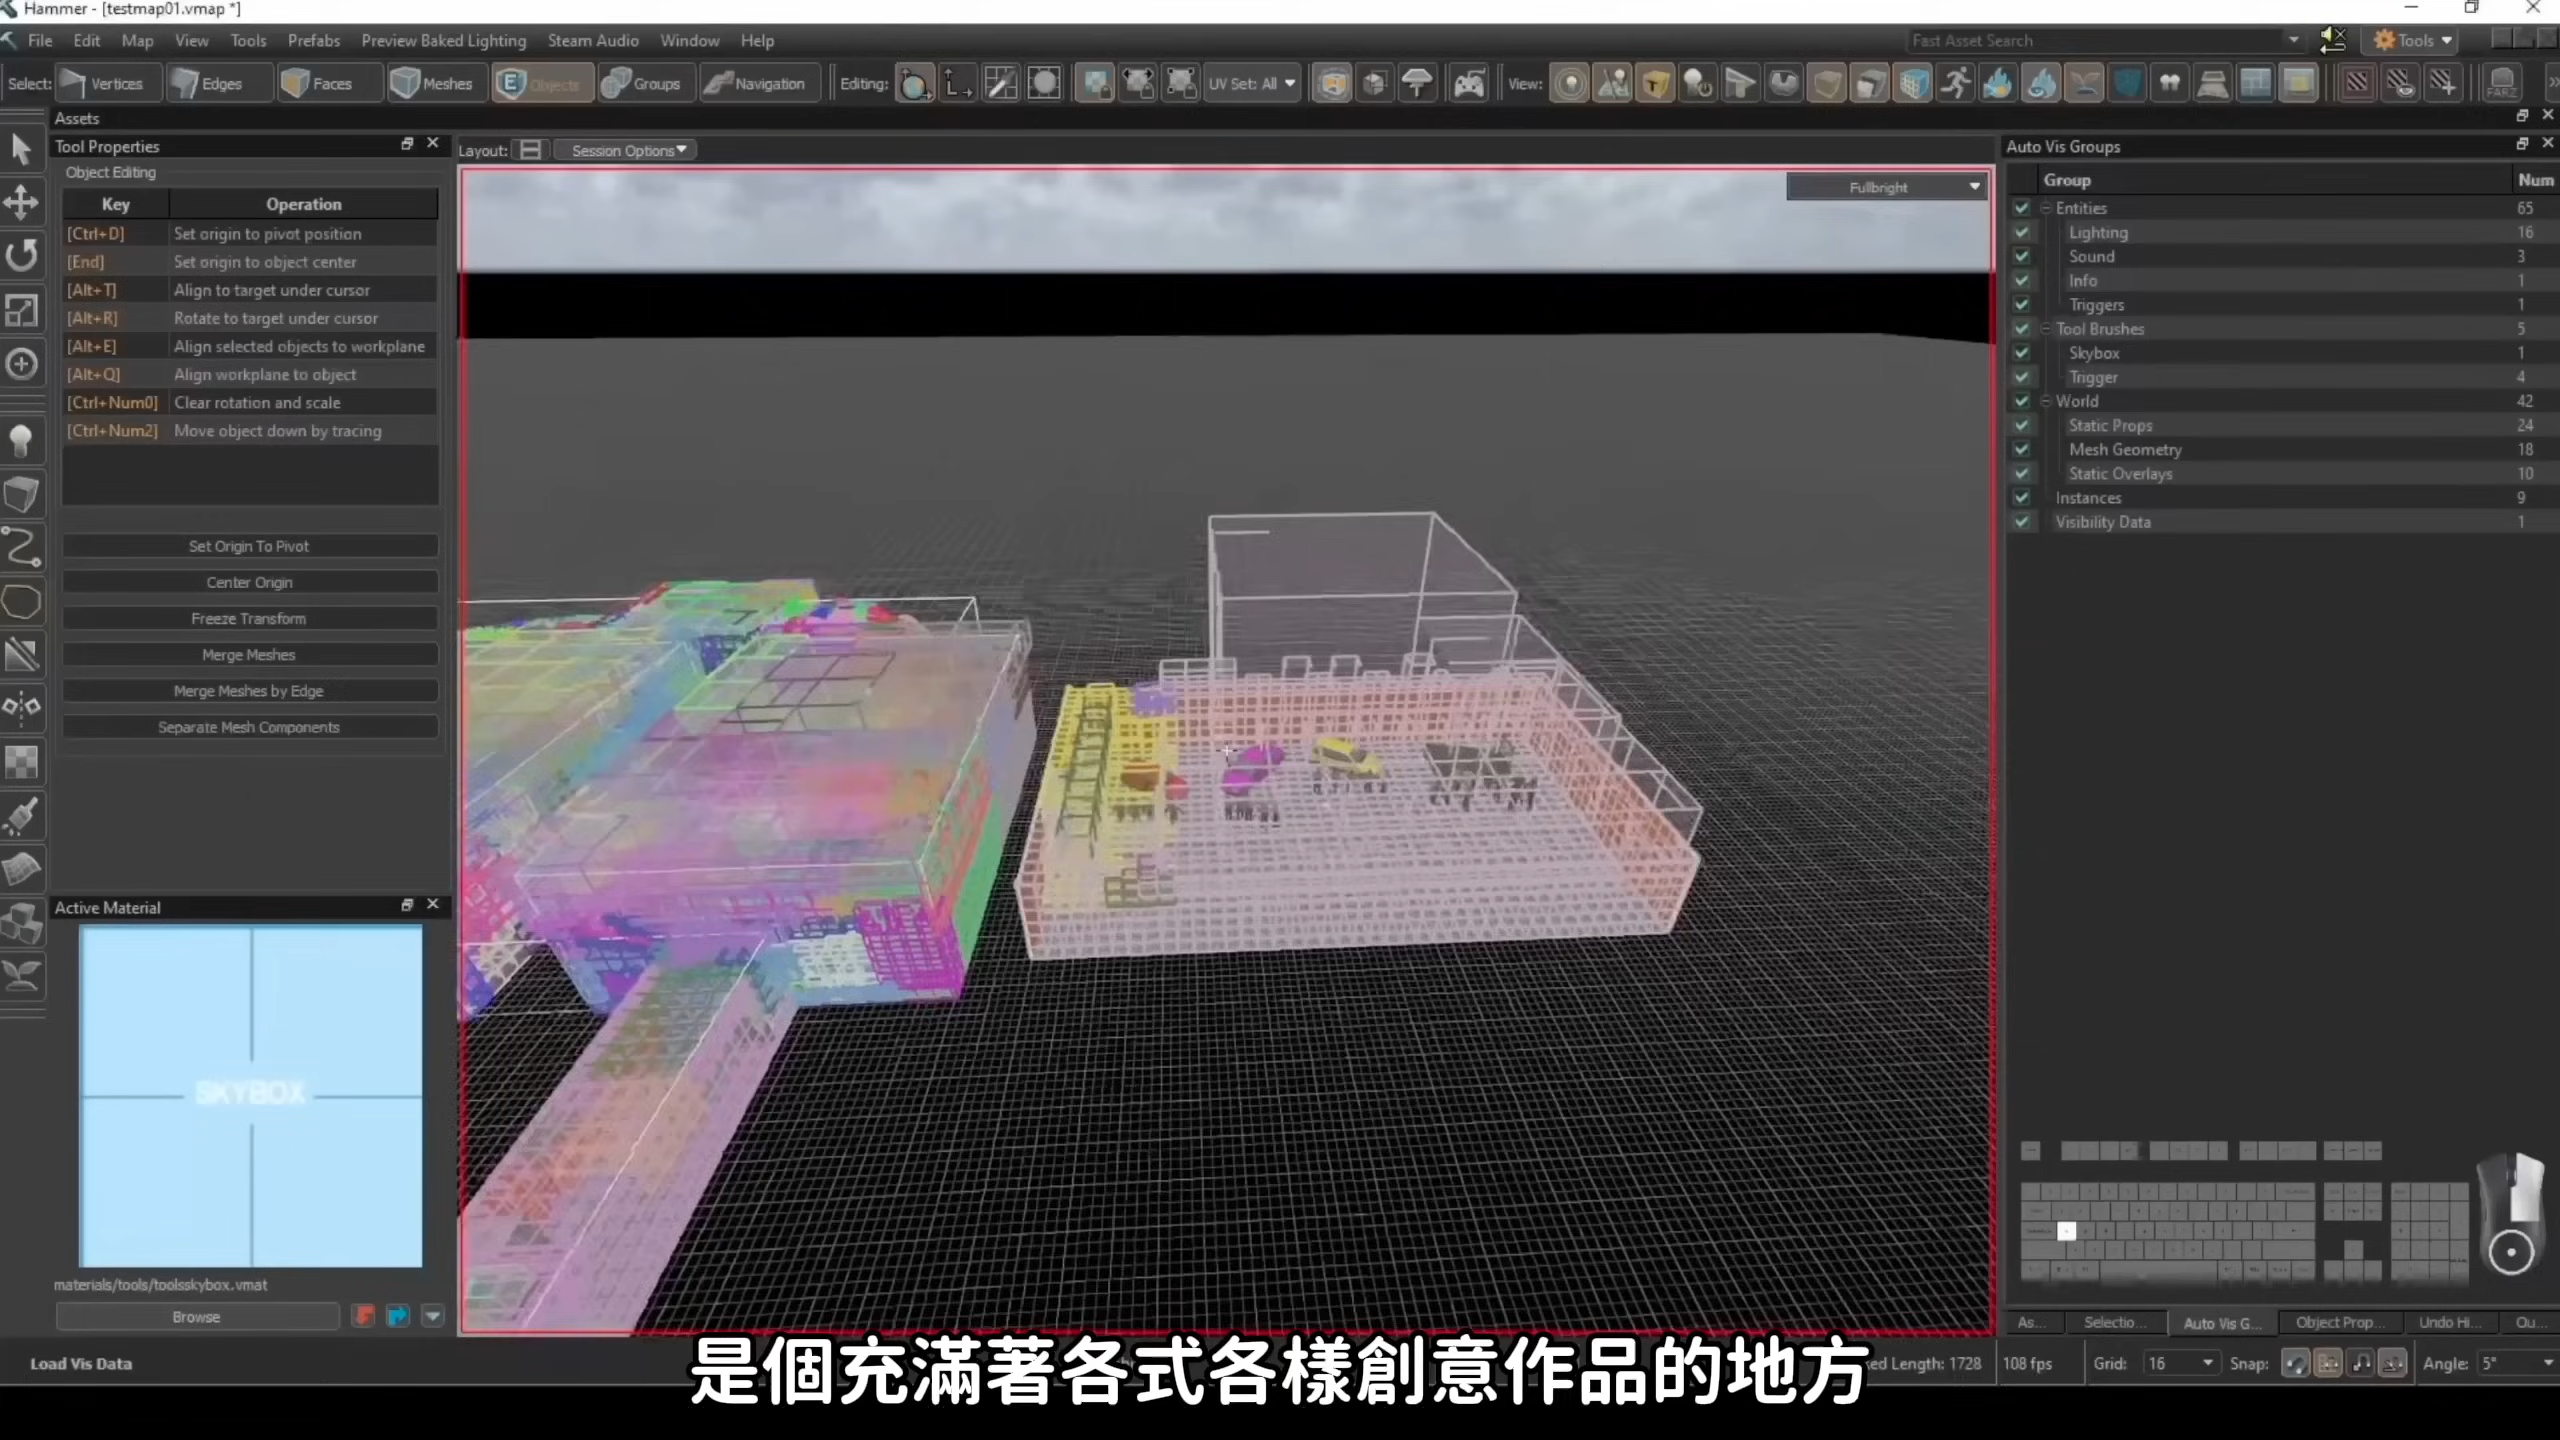 Hammer - [testmap01.vmap *]
File Edit Map View Tools Prefabs Preview Baked Lighting Steam Audio Window Help
Fast Asset Search
Tools
Select: Vertices Edges Faces Meshes Objects Groups Navigation Editing: UV Set: All View:
Assets
Tool Properties
Object Editing
Key Operation
[Ctrl+D] Set origin to pivot position
[End] Set origin to object center
[Alt+T] Align to target under cursor
[Alt+R] Rotate to target under cursor
[Alt+E] Align selected objects to workplane
[Alt+Q] Align workplane to object
[Ctrl+Num0] Clear rotation and scale
[Ctrl+Num2] Move object down by tracing
Set Origin To Pivot
Center Origin
Freeze Transform
Merge Meshes
Merge Meshes by Edge
Separate Mesh Components
Active Material
SKYBOX
materials/tools/toolsskybox.vmat
Browse
Layout: Session Options
Fullbright
Auto Vis Groups
Group Num
Entities 65
Lighting 16
Sound 3
Info 1
Triggers 1
Tool Brushes 5
Skybox 1
Trigger 4
World 42
Static Props 24
Mesh Geometry 18
Static Overlays 10
Instances 9
Visibility Data 1
As... Selectio... Auto Vis G... Object Prop... Undo Hi... Ou...
Load Vis Data
是個充滿著各式各樣創意作品的地方
ked Length: 1728 108 fps Grid: 16 Snap: Angle: 5°